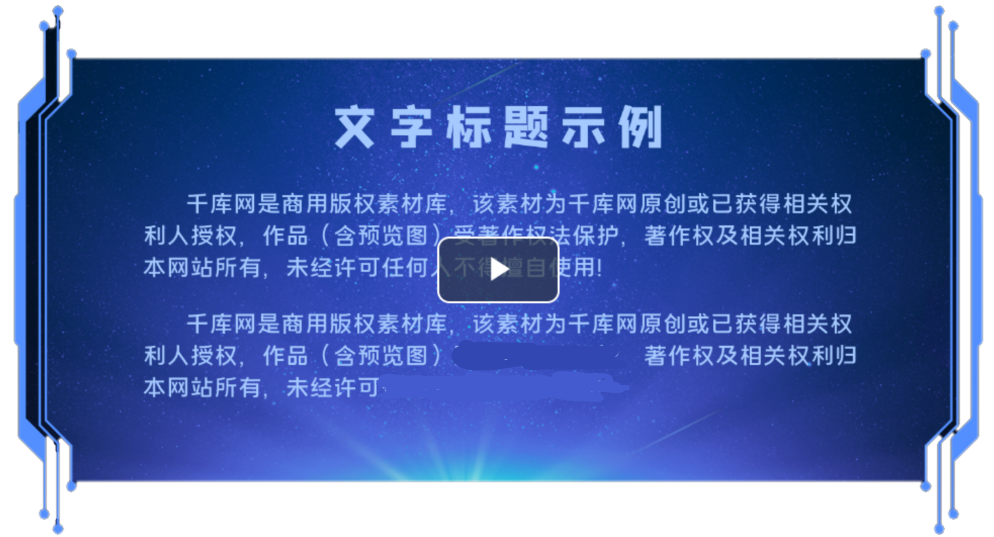 文字标题示例
千库网是商用版权素材库，该素材为千库网原创或已获得相关权
利人授权，作品（含预览图）受著作权法保护，著作权及相关权利归
本网站所有，未经许可任何人不得擅自使用！
千库网是商用版权素材库，该素材为千库网原创或已获得相关权
利人授权，作品（含预览图）著作权及相关权利归
本网站所有，未经许可